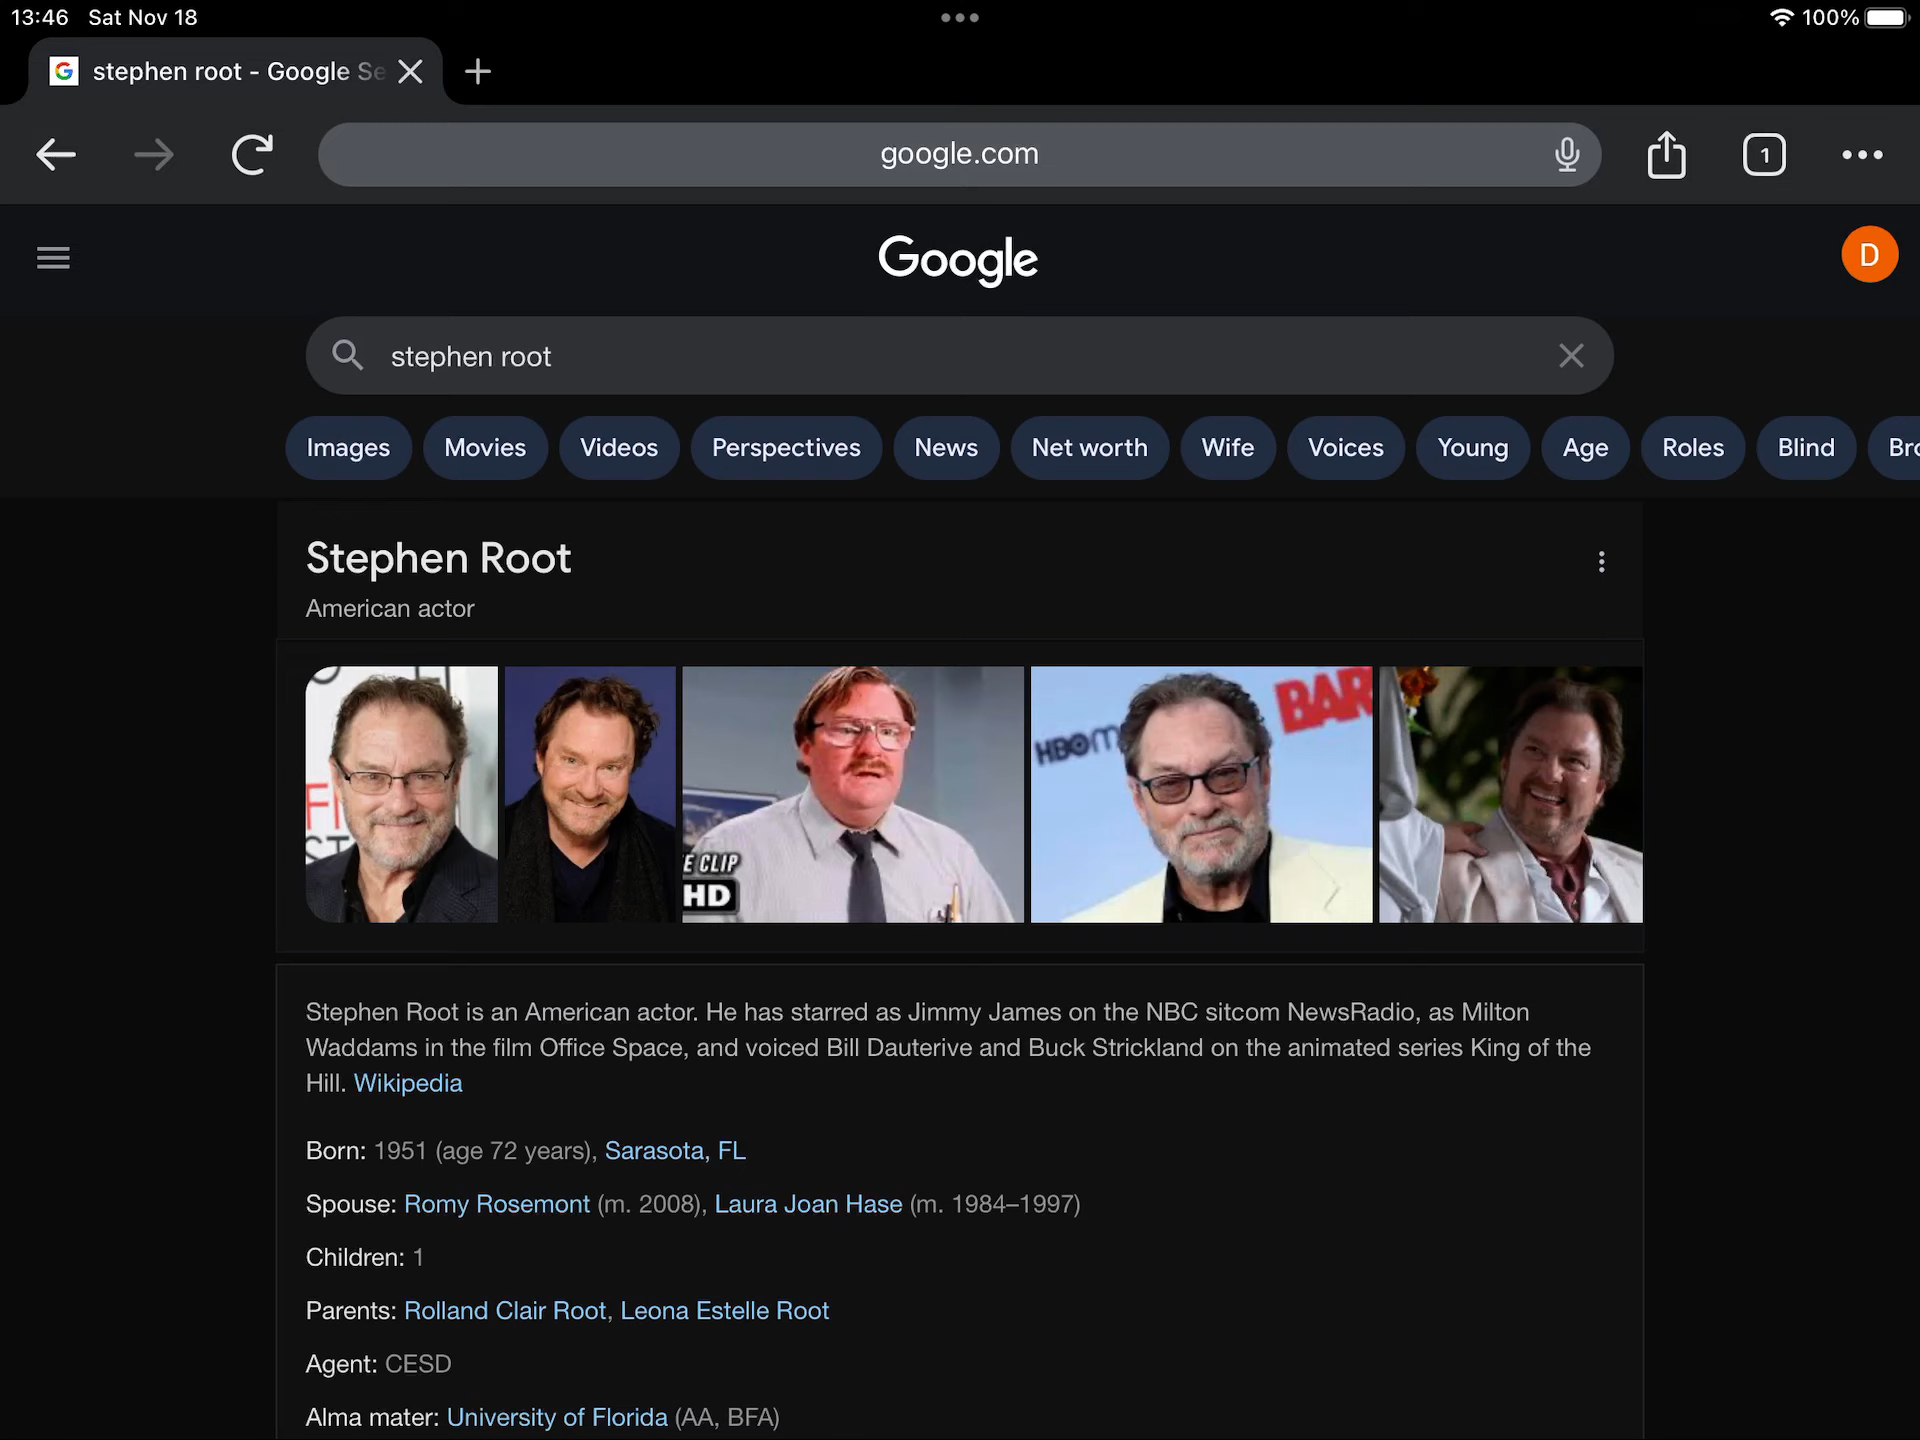 13:46 Sat Nov 18
100%
stephen root - Google Se
google.com
1
Google
D
stephen root
Images Movies Videos Perspectives News Net worth Wife Voices Young Age Roles Blind Bro
Stephen Root
American actor
E CLIP
HD
HBOm
BAR
Stephen Root is an American actor. He has starred as Jimmy James on the NBC sitcom NewsRadio, as Milton
Waddams in the film Office Space, and voiced Bill Dauterive and Buck Strickland on the animated series King of the
Hill. Wikipedia
Born: 1951 (age 72 years), Sarasota, FL
Spouse: Romy Rosemont (m. 2008), Laura Joan Hase (m. 1984–1997)
Children: 1
Parents: Rolland Clair Root, Leona Estelle Root
Agent: CESD
Alma mater: University of Florida (AA, BFA)